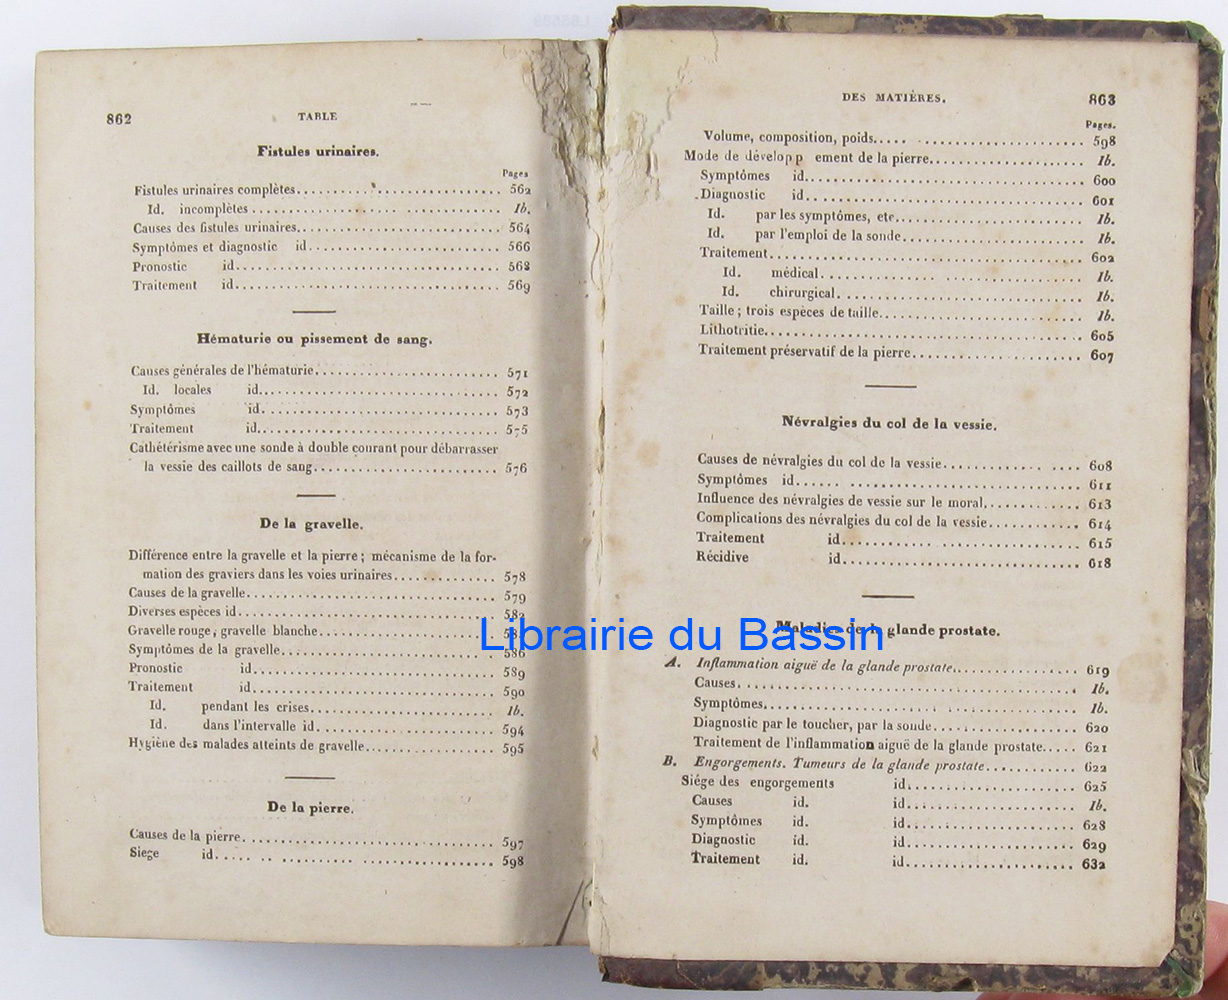 862
TABLE
Fistules urinaires.
Pages
Fistules urinaires complètes. . . . 562
Id. incomplètes . . . . Ib.
Causes des fistules urinaires. . . . 564
Symptômes et diagnostic id. . . . 566
Pronostic id. . . . 568
Traitement id. . . . 569
Hématurie ou pissement de sang.
Causes générales de l'hématurie. . . . 571
Id. locales id. . . . 572
Symptômes id. . . . 573
Traitement id. . . . 575
Cathétérisme avec une sonde à double courant pour débarrasser
la vessie des caillots de sang. . . . 576
De la gravelle.
Différence entre la gravelle et la pierre ; mécanisme de la for-
mation des graviers dans les voies urinaires. . . . 578
Causes de la gravelle. . . . 579
Diverses espèces id. . . . 582
Gravelle rouge, gravelle blanche. . . .
Symptômes de la gravelle. . . . 586
Pronostic id. . . . 589
Traitement id. . . . 590
Id. pendant les crises. . . . Ib.
Id. dans l'intervalle id. . . . 594
Hygiène des malades atteints de gravelle. . . . 595
De la pierre.
Causes de la pierre. . . . 597
Siege id. . . . 598
DES MATIÈRES.
863
Pages.
Volume, composition, poids. . . . 598
Mode de développ ement de la pierre. . . . Ib.
Symptômes id. . . . 600
Diagnostic id. . . . 601
Id. par les symptômes, etc. . . . Ib.
Id. par l'emploi de la sonde. . . . Ib.
Traitement. . . . 602
Id. médical. . . . Ib.
Id. chirurgical. . . . Ib.
Taille ; trois espèces de taille. . . . Ib.
Lithotritie. . . . 605
Traitement préservatif de la pierre. . . . 607
Névralgies du col de la vessie.
Causes de névralgies du col de la vessie. . . . 608
Symptômes id. . . . 611
Influence des névralgies de vessie sur le moral. . . . 613
Complications des névralgies du col de la vessie. . . . 614
Traitement id. . . . 615
Récidive id. . . . 618
Librairie du Bassin
Maladies de la glande prostate.
A. Inflammation aiguë de la glande prostate. . . . 619
Causes. . . . Ib.
Symptômes. . . . Ib.
Diagnostic par le toucher, par la sonde. . . . 620
Traitement de l'inflammation aiguë de la glande prostate. . . . 621
B. Engorgements. Tumeurs de la glande prostate. . . . 622
Siége des engorgements id. . . . 625
Causes id. id. . . . Ib.
Symptômes id. id. . . . 628
Diagnostic id. id. . . . 629
Traitement id. id. . . . 632